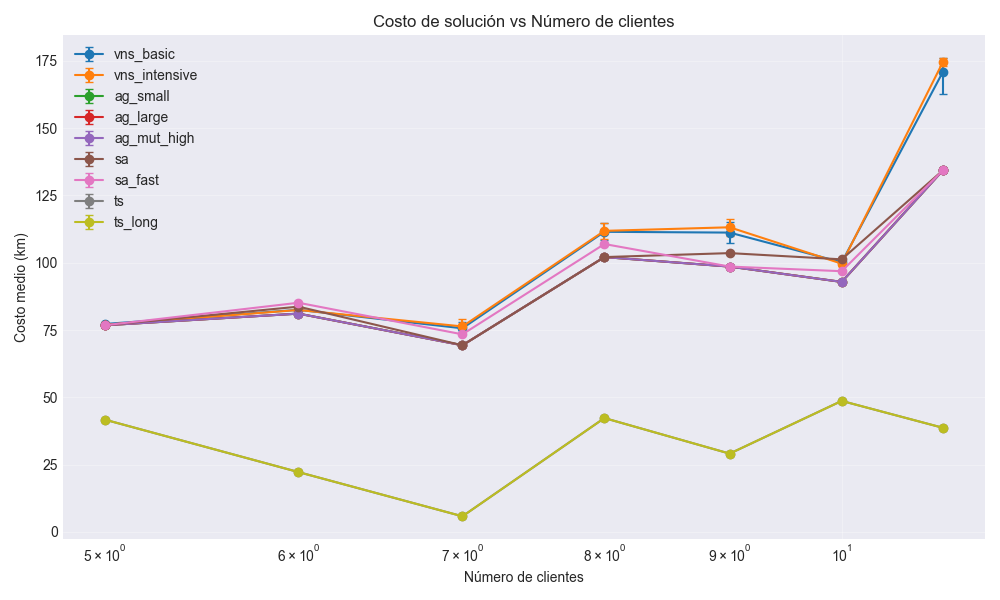 Costo de solución vs Número de clientes
Costo medio (km)
175
150
125
100
75
50
25
0
vns_basic
vns_intensive
ag_small
ag_large
ag_mut_high
sa
sa_fast
ts
ts_long
5 × 10⁰ 6 × 10⁰ 7 × 10⁰ 8 × 10⁰ 9 × 10⁰ 10¹
Número de clientes